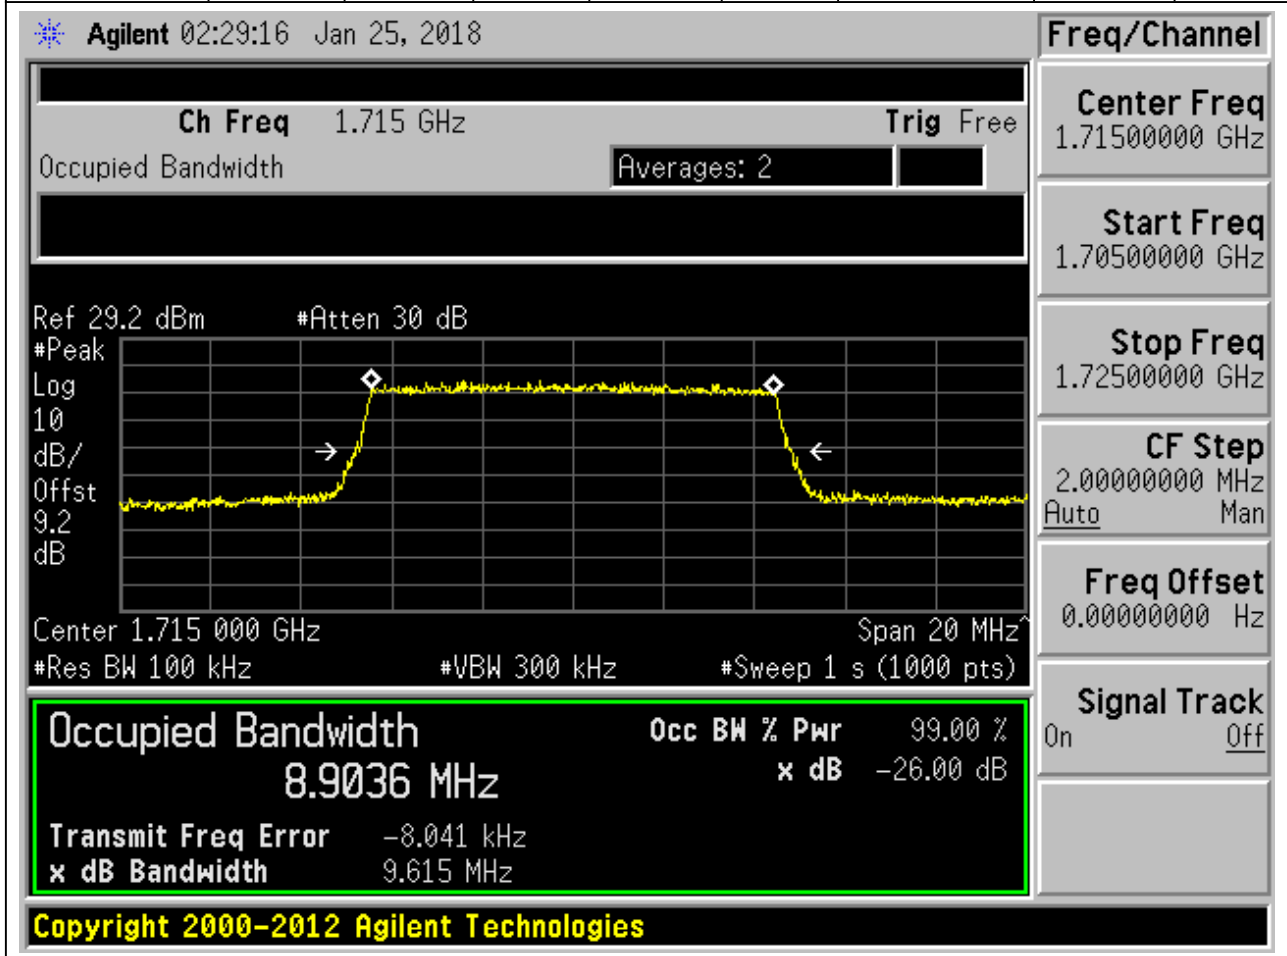 Agilent 02:29:16 Jan 25, 2018
Freq/Channel
Ch Freq 1.715 GHz Trig Free
Occupied Bandwidth Averages: 2
Center Freq
1.71500000 GHz
Start Freq
1.70500000 GHz
Stop Freq
1.72500000 GHz
CF Step
2.00000000 MHz
Auto Man
Freq Offset
0.00000000 Hz
Signal Track
On Off
Ref 29.2 dBm #Atten 30 dB
#Peak
Log
10
dB/
Offst
9.2
dB
Center 1.715 000 GHz Span 20 MHz^
#Res BW 100 kHz #VBW 300 kHz #Sweep 1 s (1000 pts)
Occupied Bandwidth Occ BW % Pwr 99.00 %
8.9036 MHz x dB -26.00 dB
Transmit Freq Error -8.041 kHz
x dB Bandwidth 9.615 MHz
Copyright 2000-2012 Agilent Technologies